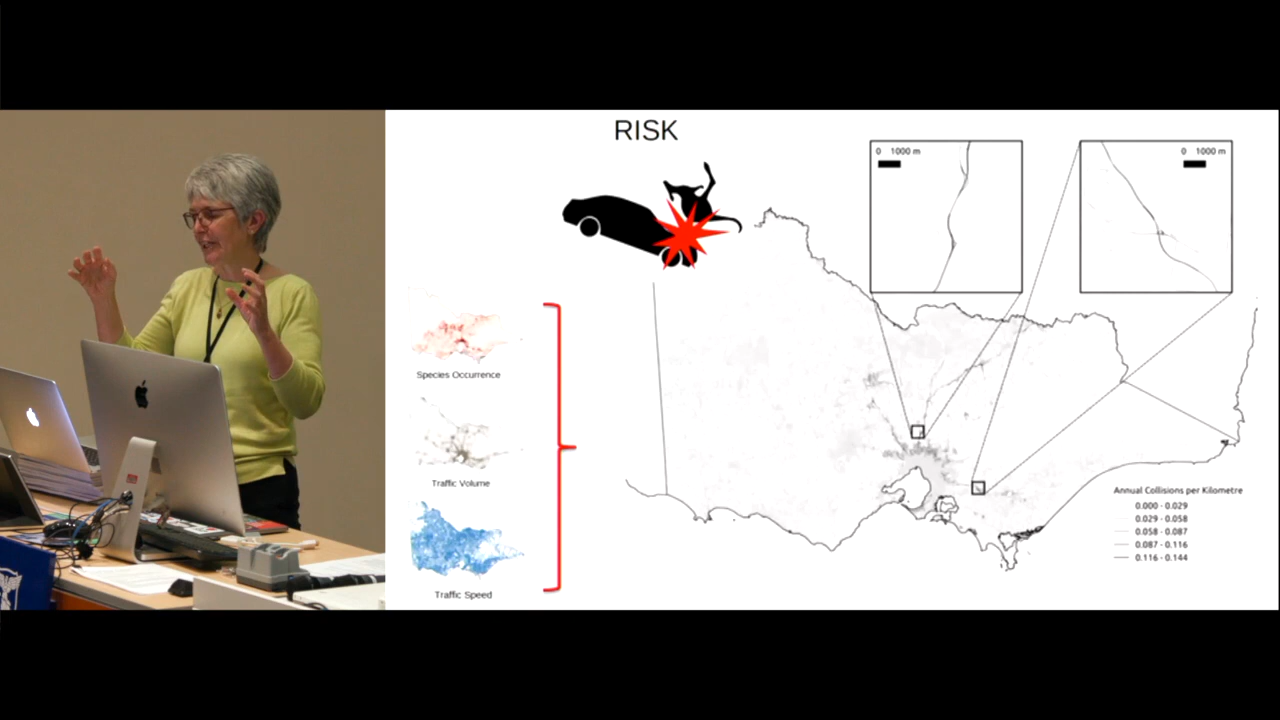 RISK
0 1000 m
0 1000 m
Species Occurrence
Traffic Volume
Traffic Speed
Annual Collisions per Kilometre
0.000 - 0.029
0.029 - 0.058
0.058 - 0.087
0.087 - 0.116
0.116 - 0.144